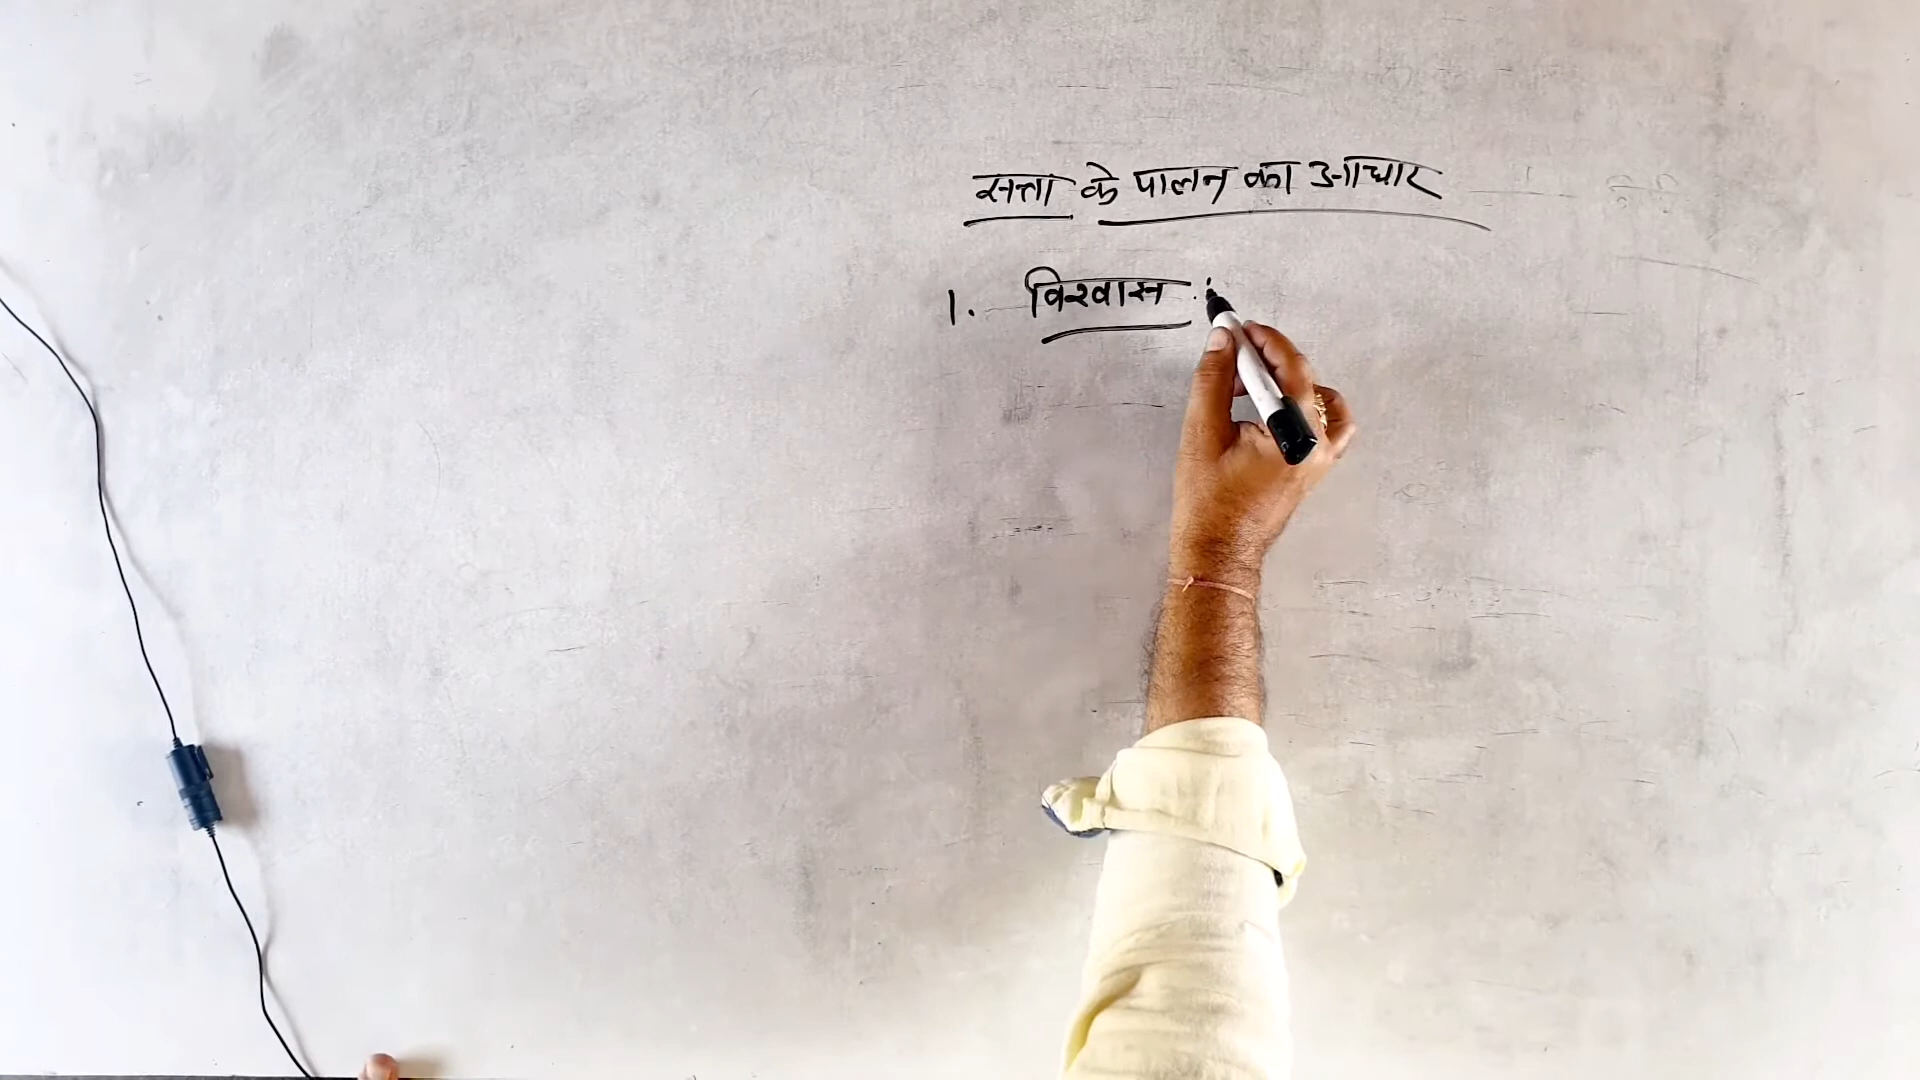 सत्ता के पालन का आधार
1. विश्वास :